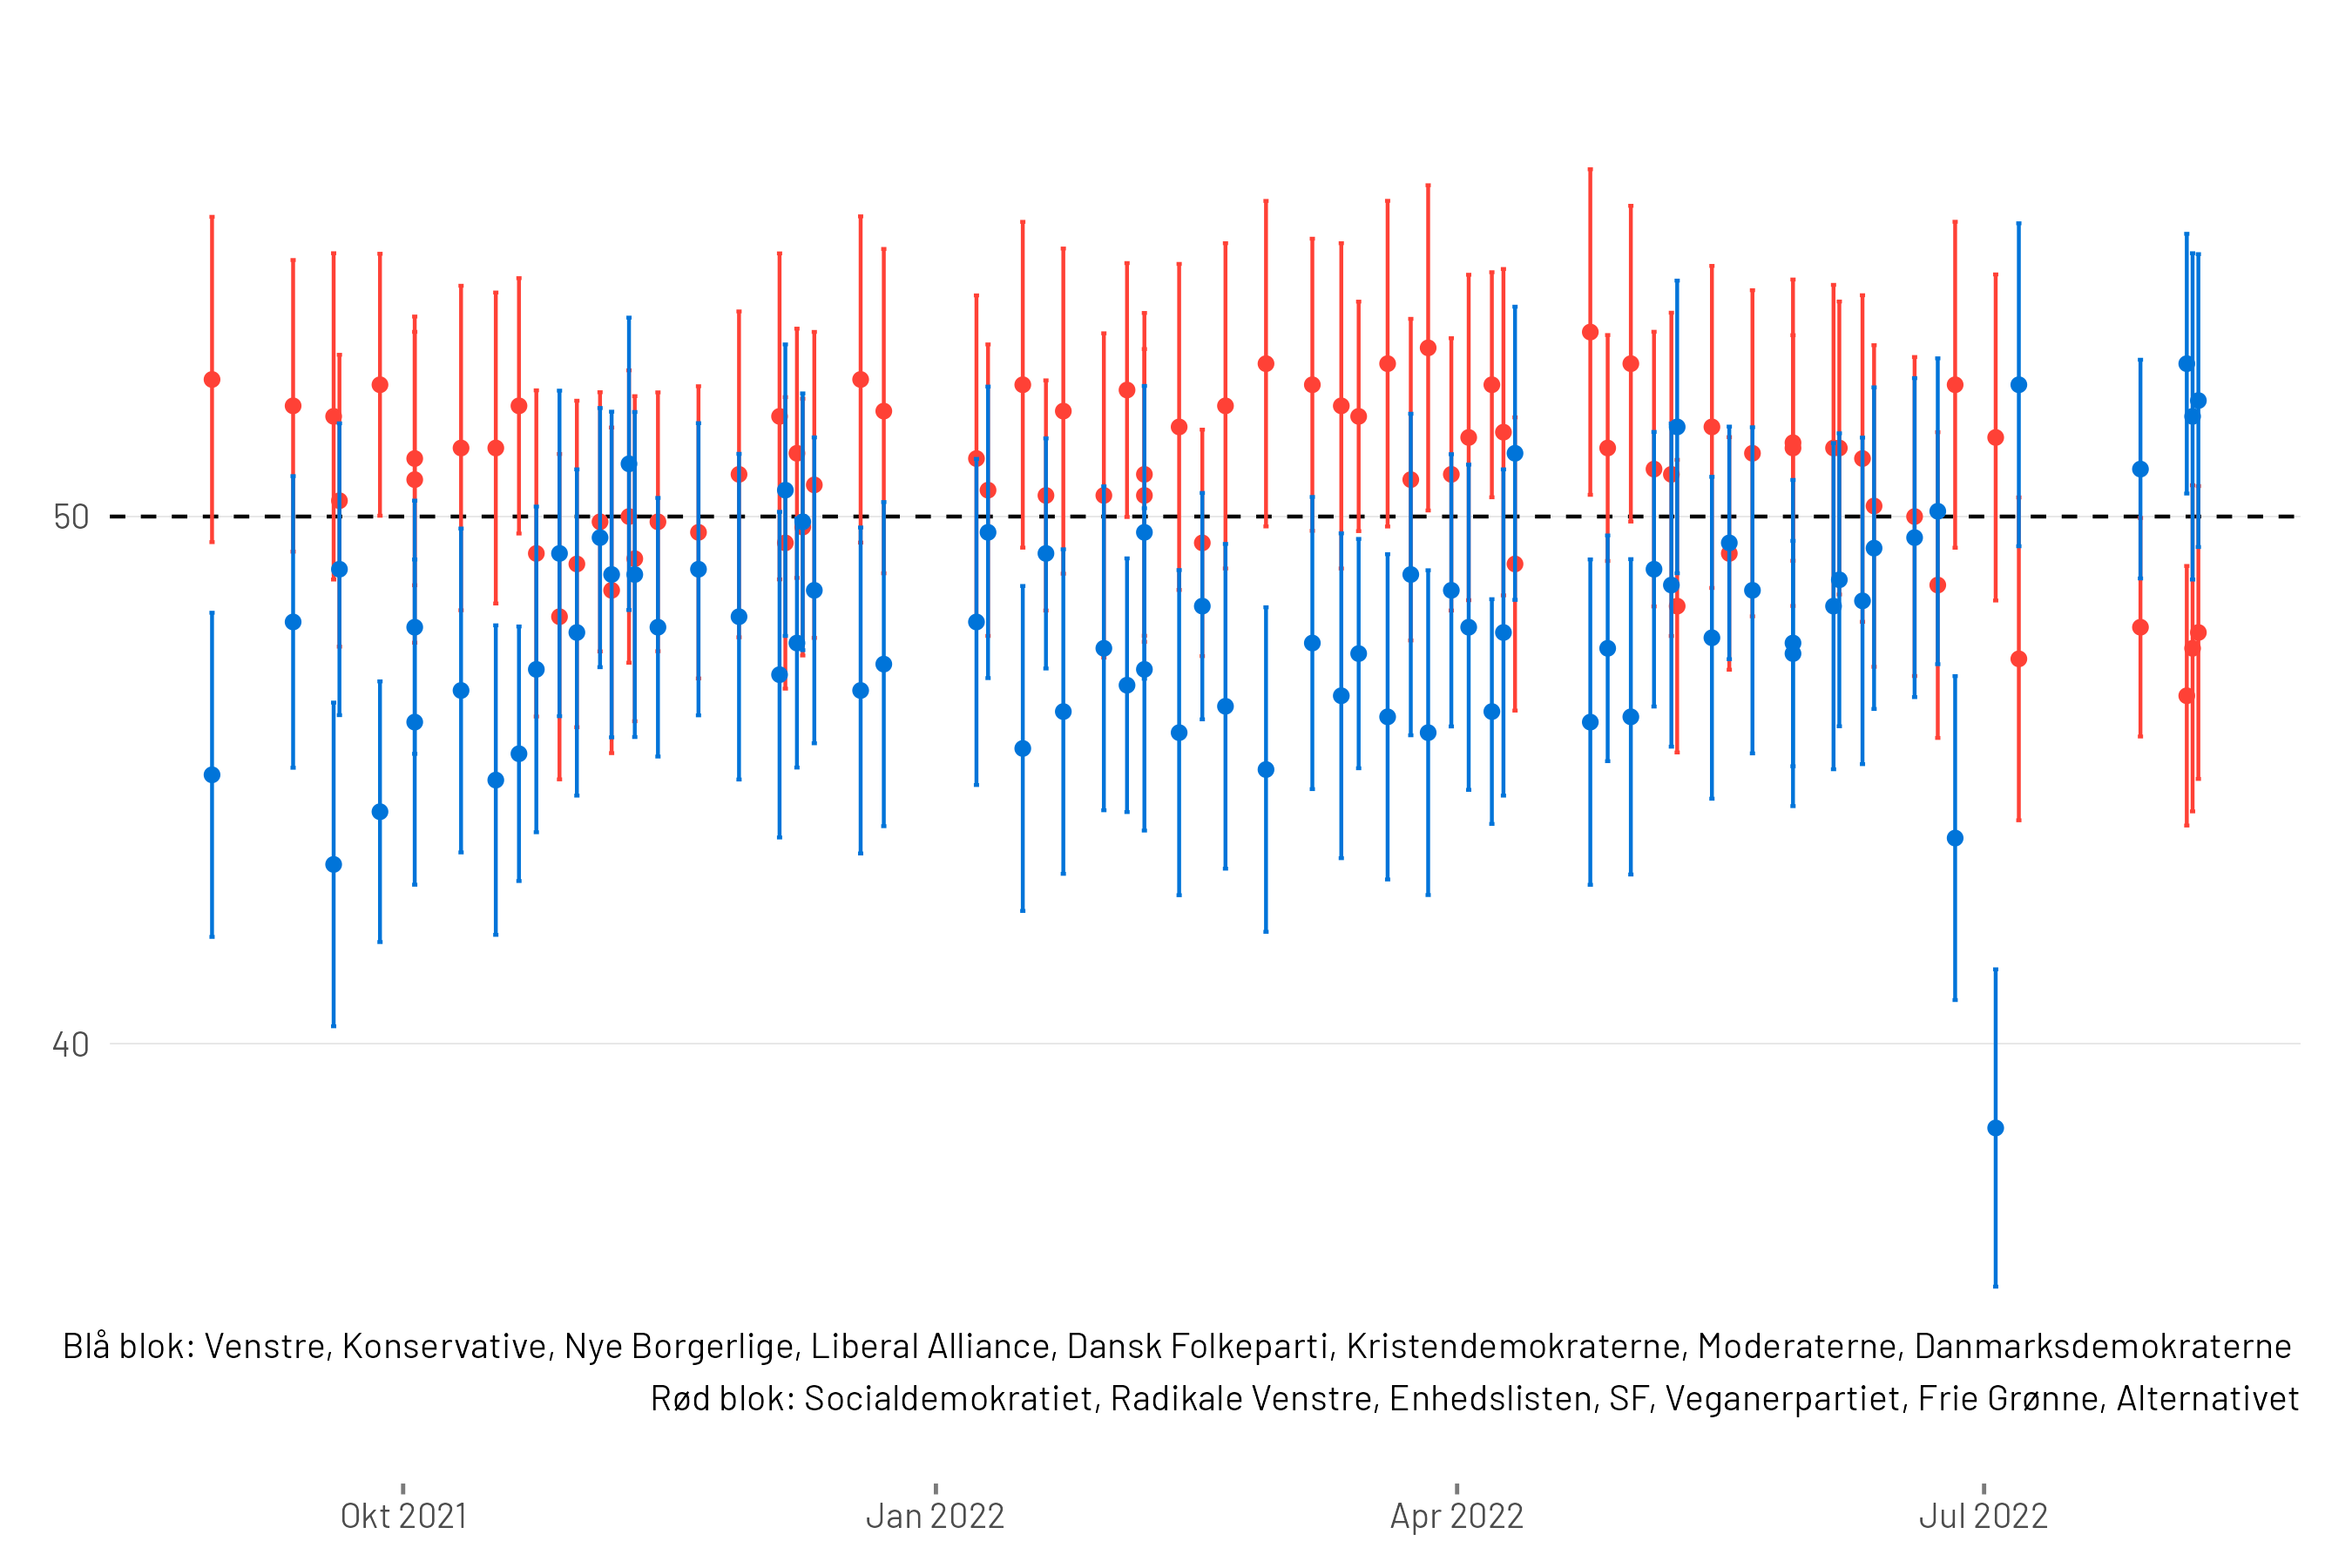 50
40
Blå blok: Venstre, Konservative, Nye Borgerlige, Liberal Alliance, Dansk Folkeparti, Kristendemokraterne, Moderaterne, Danmarksdemokraterne
Rød blok: Socialdemokratiet, Radikale Venstre, Enhedslisten, SF, Veganerpartiet, Frie Grønne, Alternativet
Okt 2021 Jan 2022 Apr 2022 Jul 2022